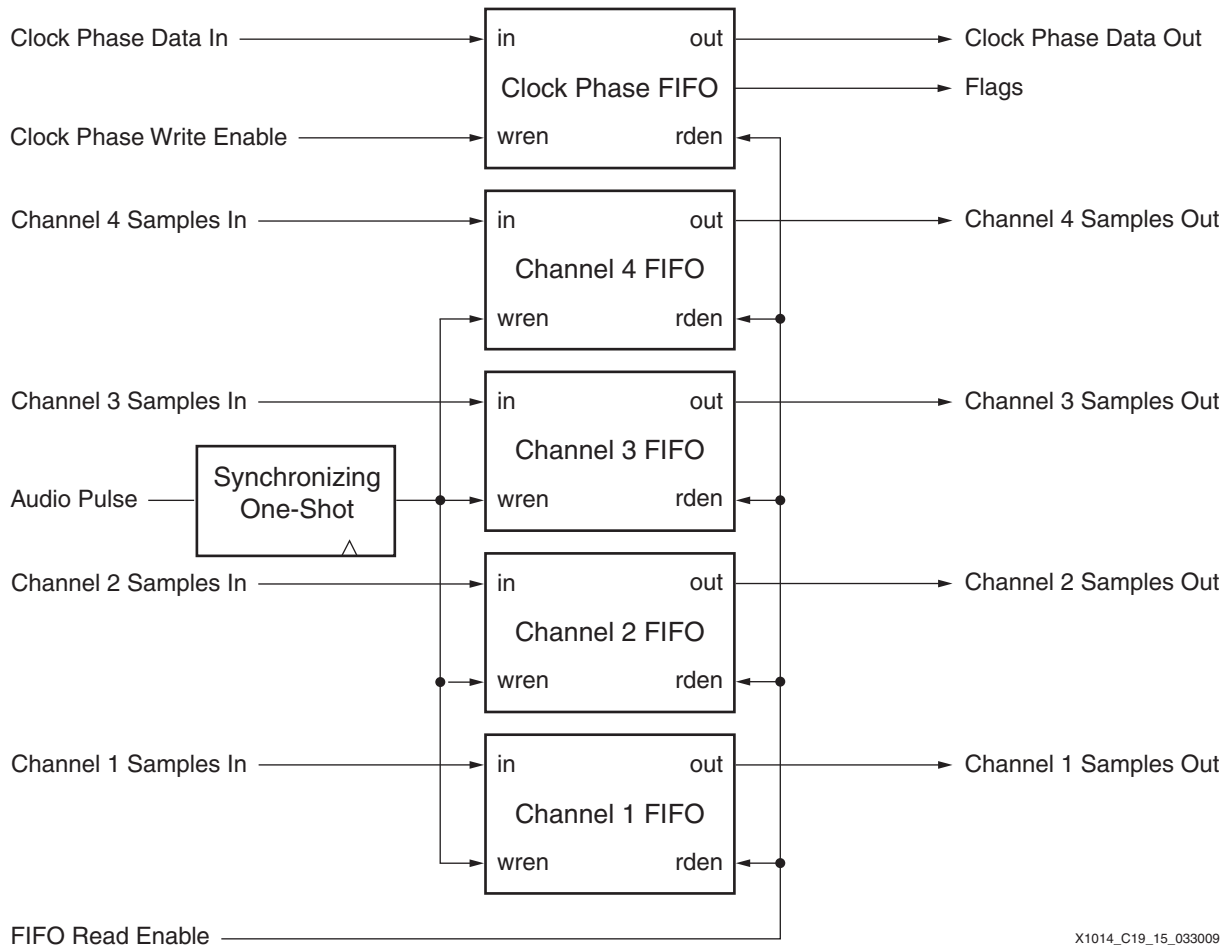 Clock Phase Data In
in
out
Clock Phase Data Out
Clock Phase FIFO
Flags
Clock Phase Write Enable
wren
rden
Channel 4 Samples In
in
out
Channel 4 Samples Out
Channel 4 FIFO
wren
rden
Channel 3 Samples In
in
out
Channel 3 Samples Out
Channel 3 FIFO
Synchronizing
One-Shot
Audio Pulse
wren
rden
Channel 2 Samples In
in
out
Channel 2 Samples Out
Channel 2 FIFO
wren
rden
Channel 1 Samples In
in
out
Channel 1 Samples Out
Channel 1 FIFO
wren
rden
FIFO Read Enable
X1014_C19_15_033009